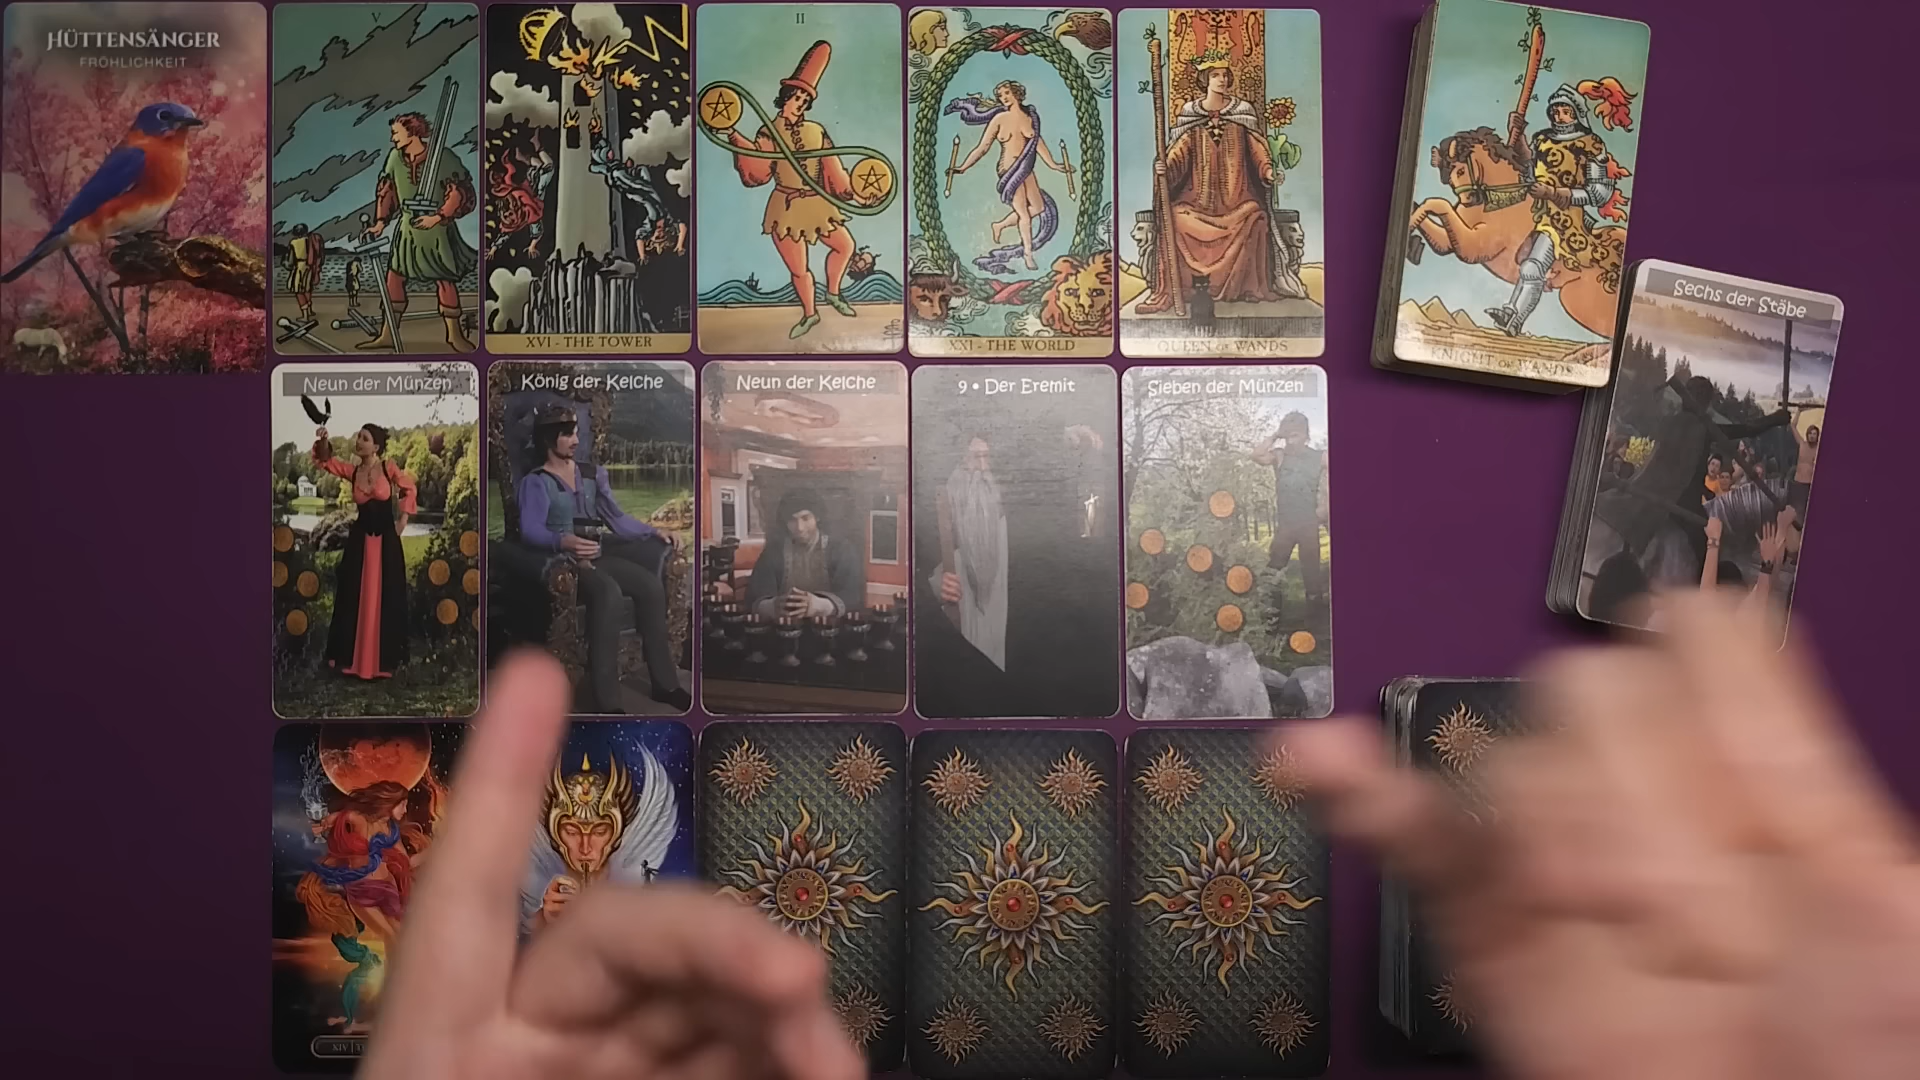 HÜTTENSÄNGER
FRÖHLICHKEIT
V
XVI - THE TOWER
II
XXI - THE WORLD
QUEEN OF WANDS
KNIGHT OF WANDS
Sechs der Stäbe
Neun der Münzen
König der Kelche
Neun der Kelche
9 • Der Eremit
Sieben der Münzen
XIV